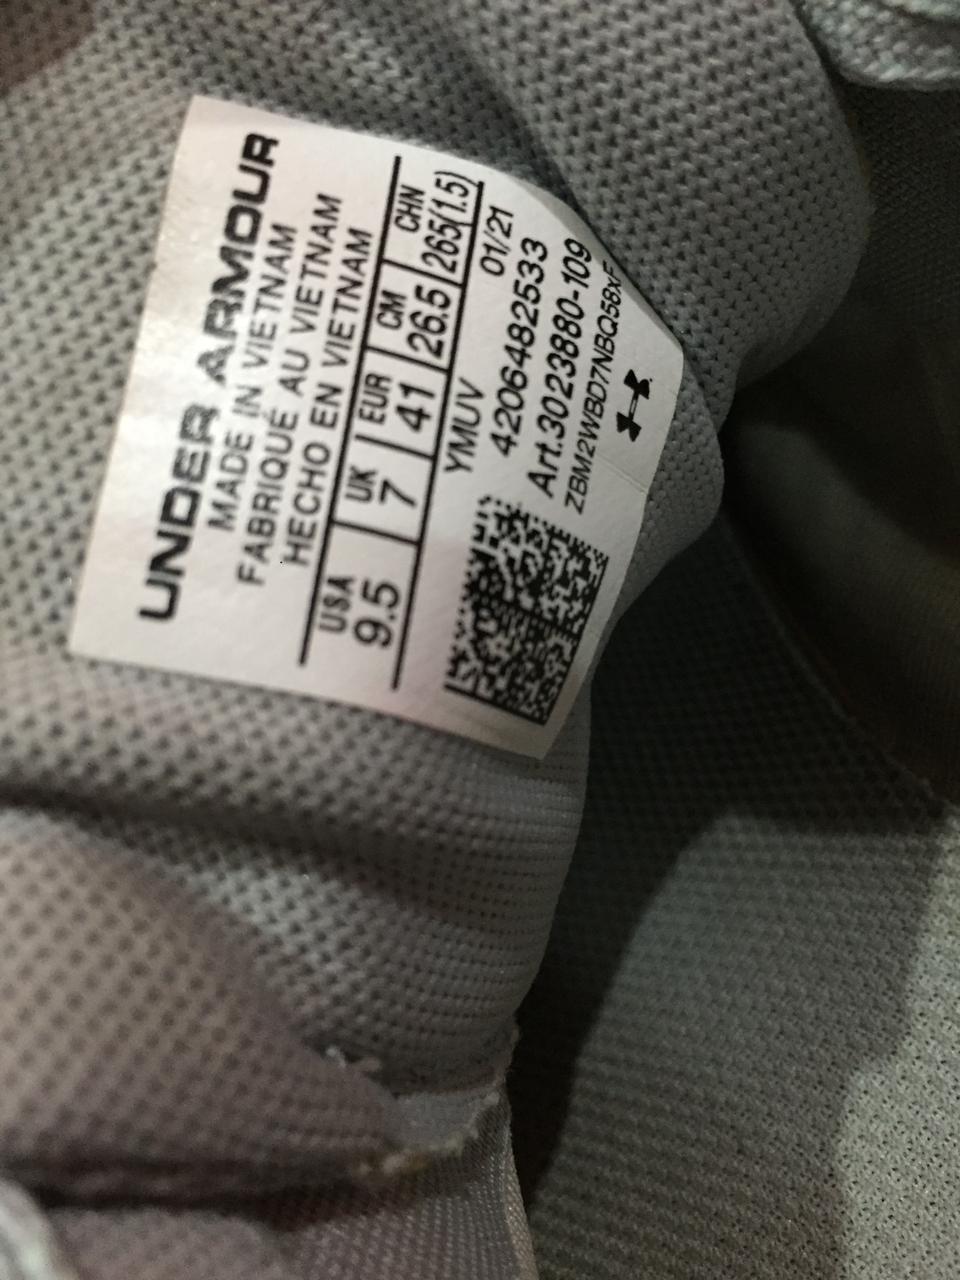 UNDER ARMOUR
MADE IN VIETNAM
FABRIQUÉ AU VIETNAM
HECHO EN VIETNAM
USA UK EUR CM CHN
9.5 7 41 26.5 265(1.5)
YMUV 01/21
4206482533
Art.3023880-109
ZBM2WBD7NBQ58xF